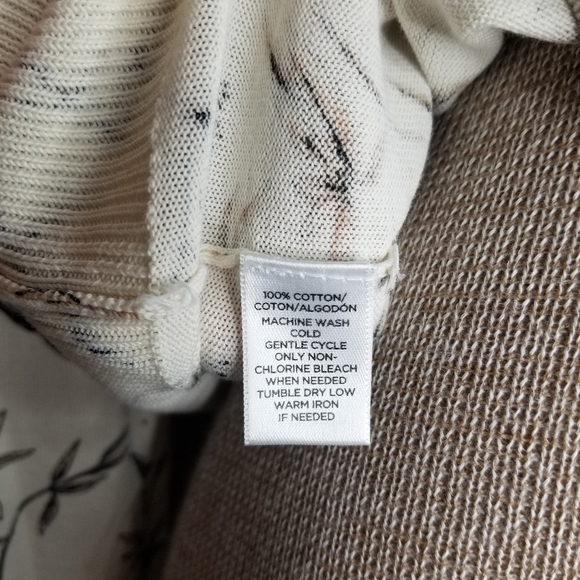 100% COTTON/
COTON/ALGODÓN
MACHINE WASH
COLD
GENTLE CYCLE
ONLY NON-
CHLORINE BLEACH
WHEN NEEDED
TUMBLE DRY LOW
WARM IRON
IF NEEDED